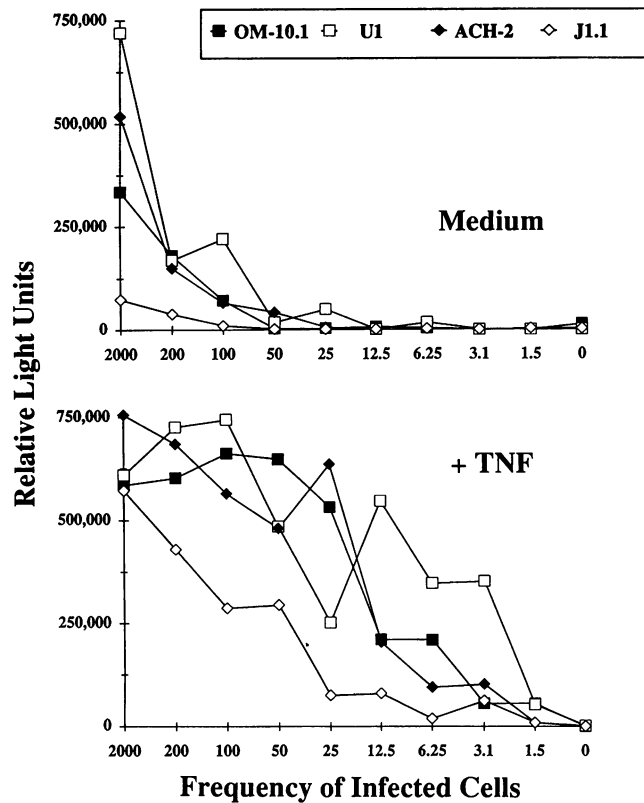 OM-10.1 U1 ACH-2 J1.1
750,000
500,000
250,000
0
Medium
2000 200 100 50 25 12.5 6.25 3.1 1.5 0
Relative Light Units
750,000
500,000
250,000
0
+ TNF
2000 200 100 50 25 12.5 6.25 3.1 1.5 0
Frequency of Infected Cells